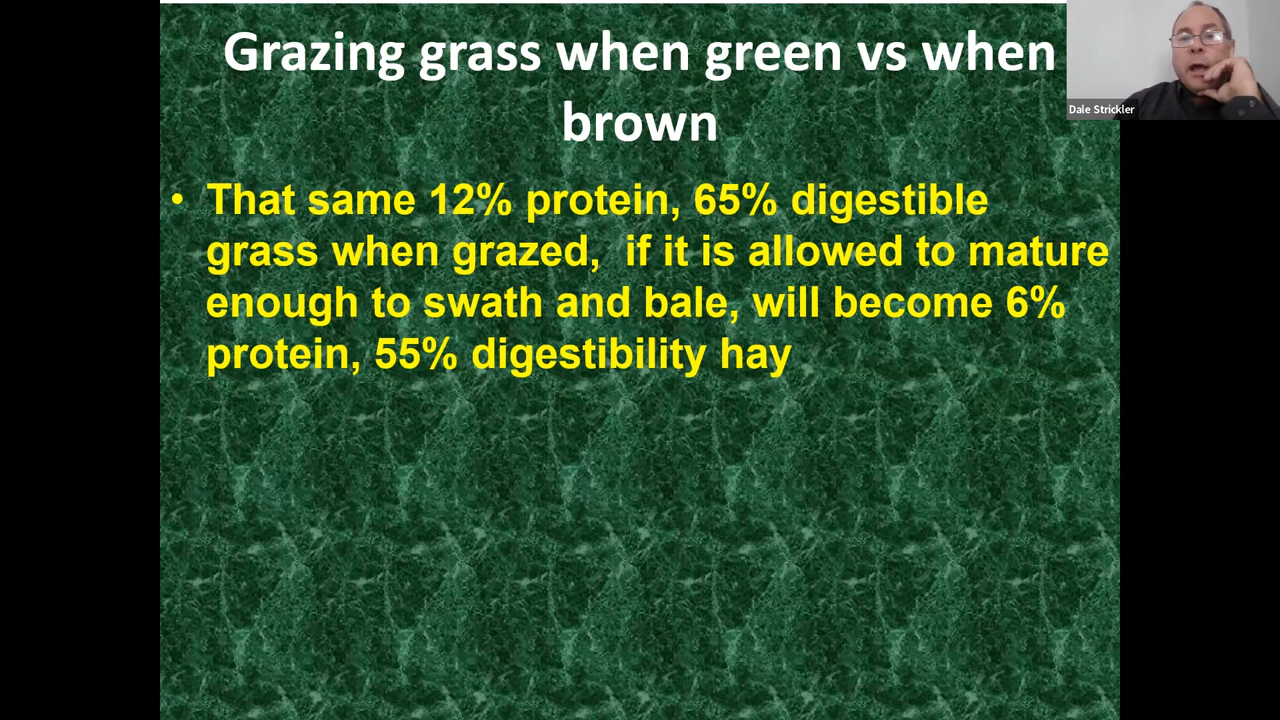 Grazing grass when green vs when
brown
Dale Strickler
• That same 12% protein, 65% digestible
grass when grazed,  if it is allowed to mature
enough to swath and bale, will become 6%
protein, 55% digestibility hay